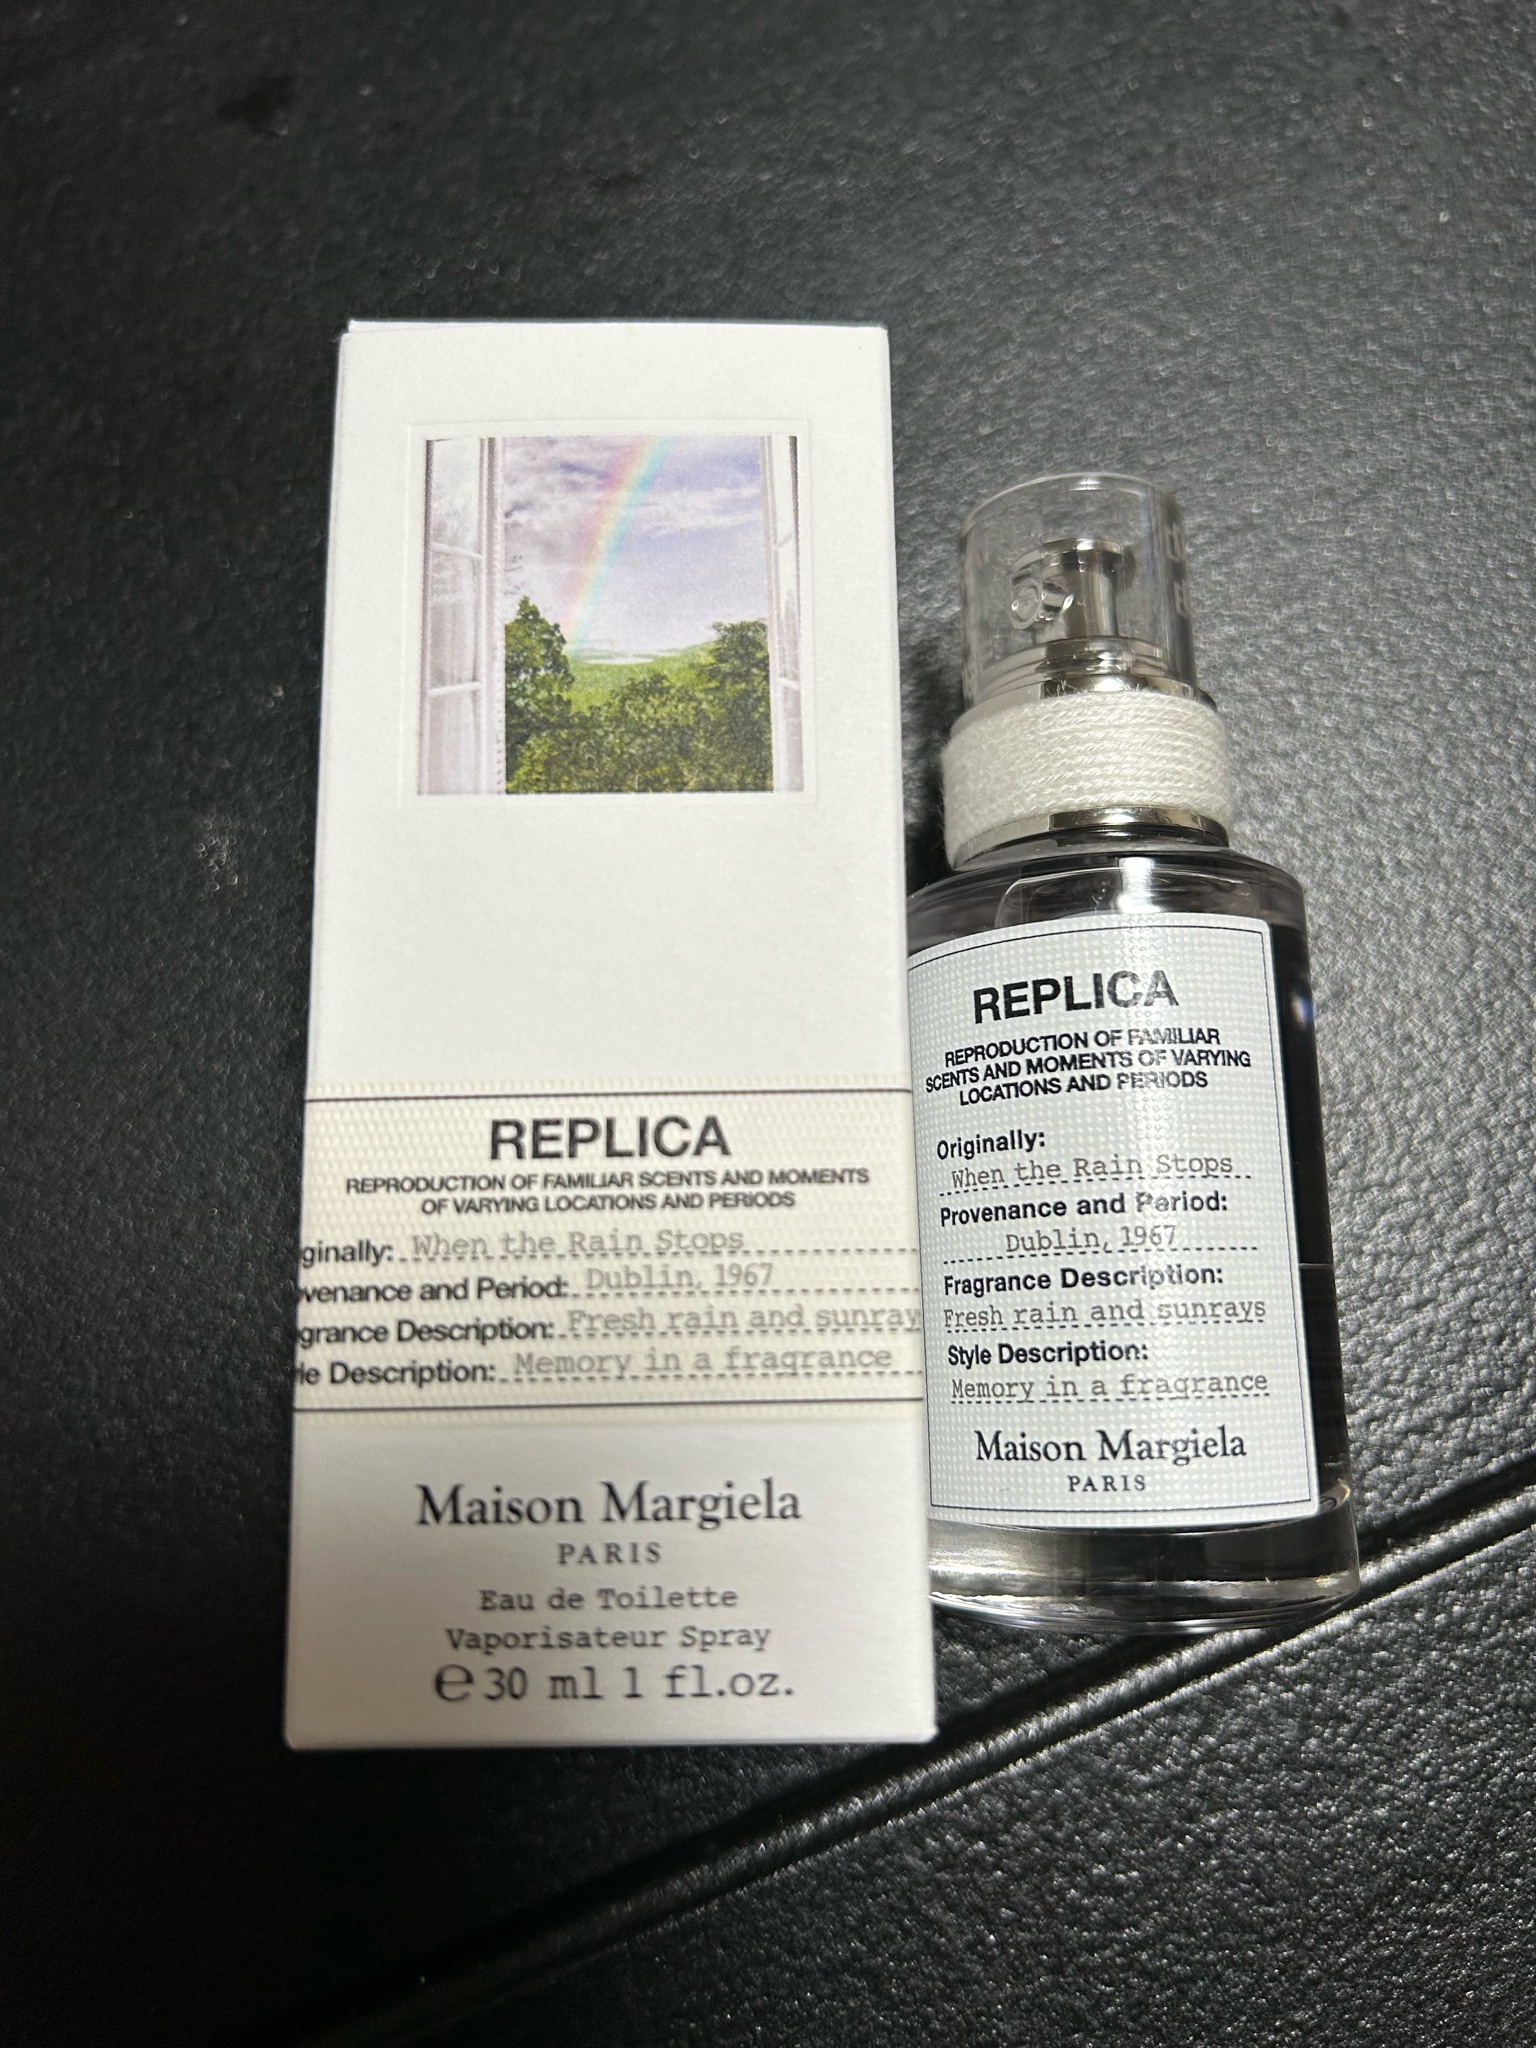 REPLICA
REPRODUCTION OF FAMILIAR SCENTS AND MOMENTS
OF VARYING LOCATIONS AND PERIODS
ginally: When the Rain Stops
venance and Period: Dublin, 1967
grance Description: Fresh rain and sunray
le Description: Memory in a fragrance
Maison Margiela
PARIS
Eau de Toilette
Vaporisateur Spray
℮ 30 ml 1 fl.oz.
REPLICA
REPRODUCTION OF FAMILIAR
SCENTS AND MOMENTS OF VARYING
LOCATIONS AND PERIODS
Originally:
When the Rain Stops
Provenance and Period:
Dublin, 1967
Fragrance Description:
Fresh rain and sunrays
Style Description:
Memory in a fragrance
Maison Margiela
PARIS